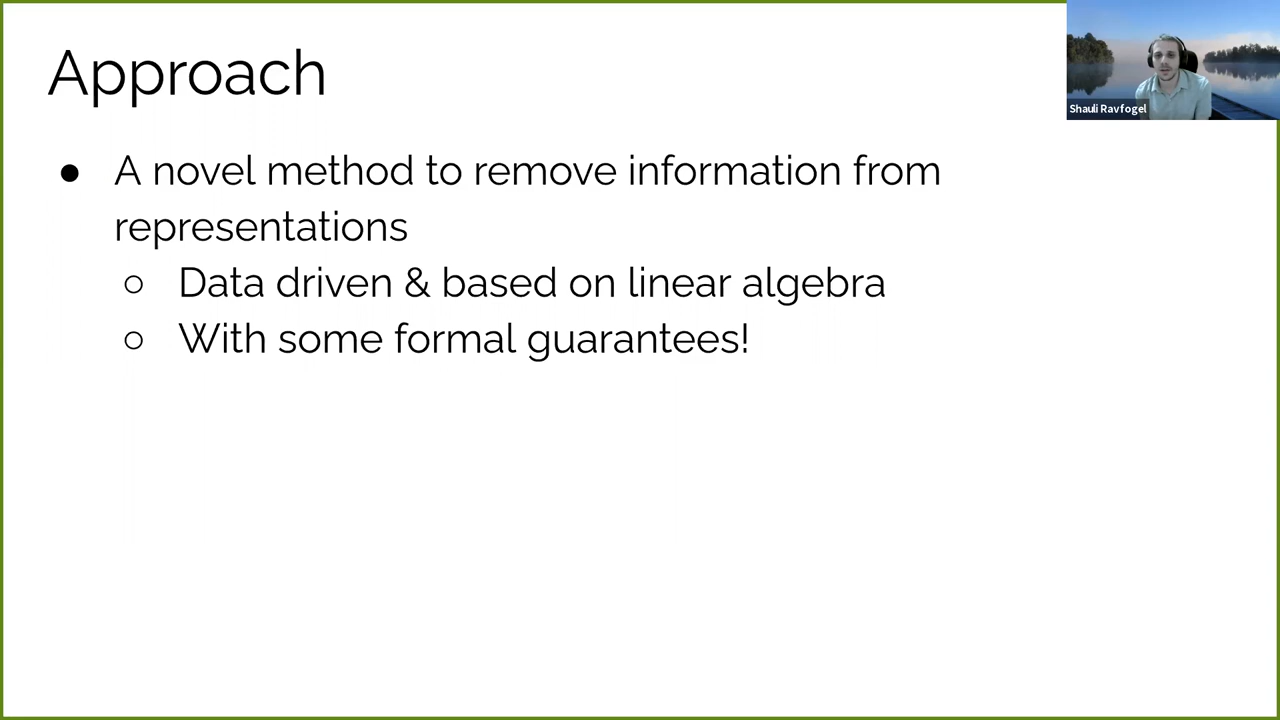 Approach
Shauli Ravfogel
● A novel method to remove information from
representations
○ Data driven & based on linear algebra
○ With some formal guarantees!